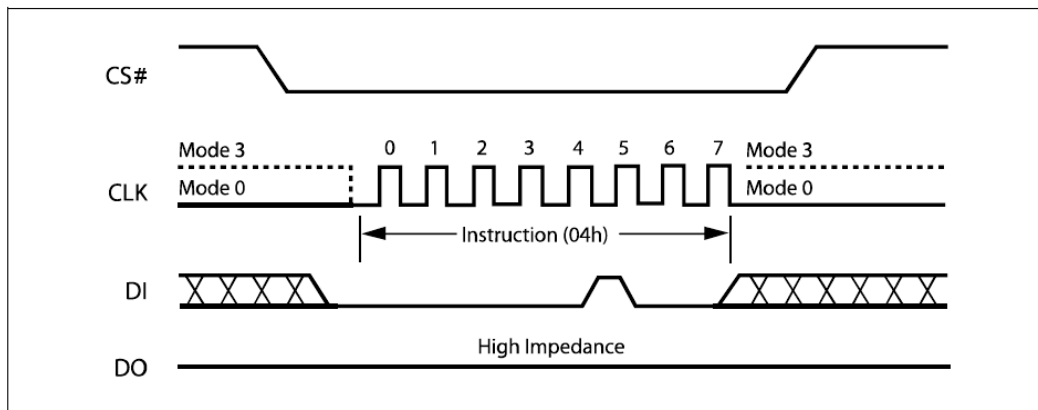 CS#
Mode 3
0 1 2 3 4 5 6 7
Mode 3
CLK
Mode 0
Mode 0
Instruction (04h)
DI
High Impedance
DO